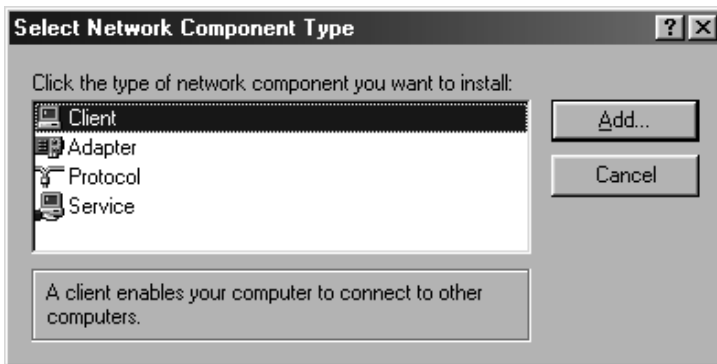 Select Network Component Type
Click the type of network component you want to install:
Client
Add...
Adapter
Protocol
Cancel
Service
A client enables your computer to connect to other
computers.